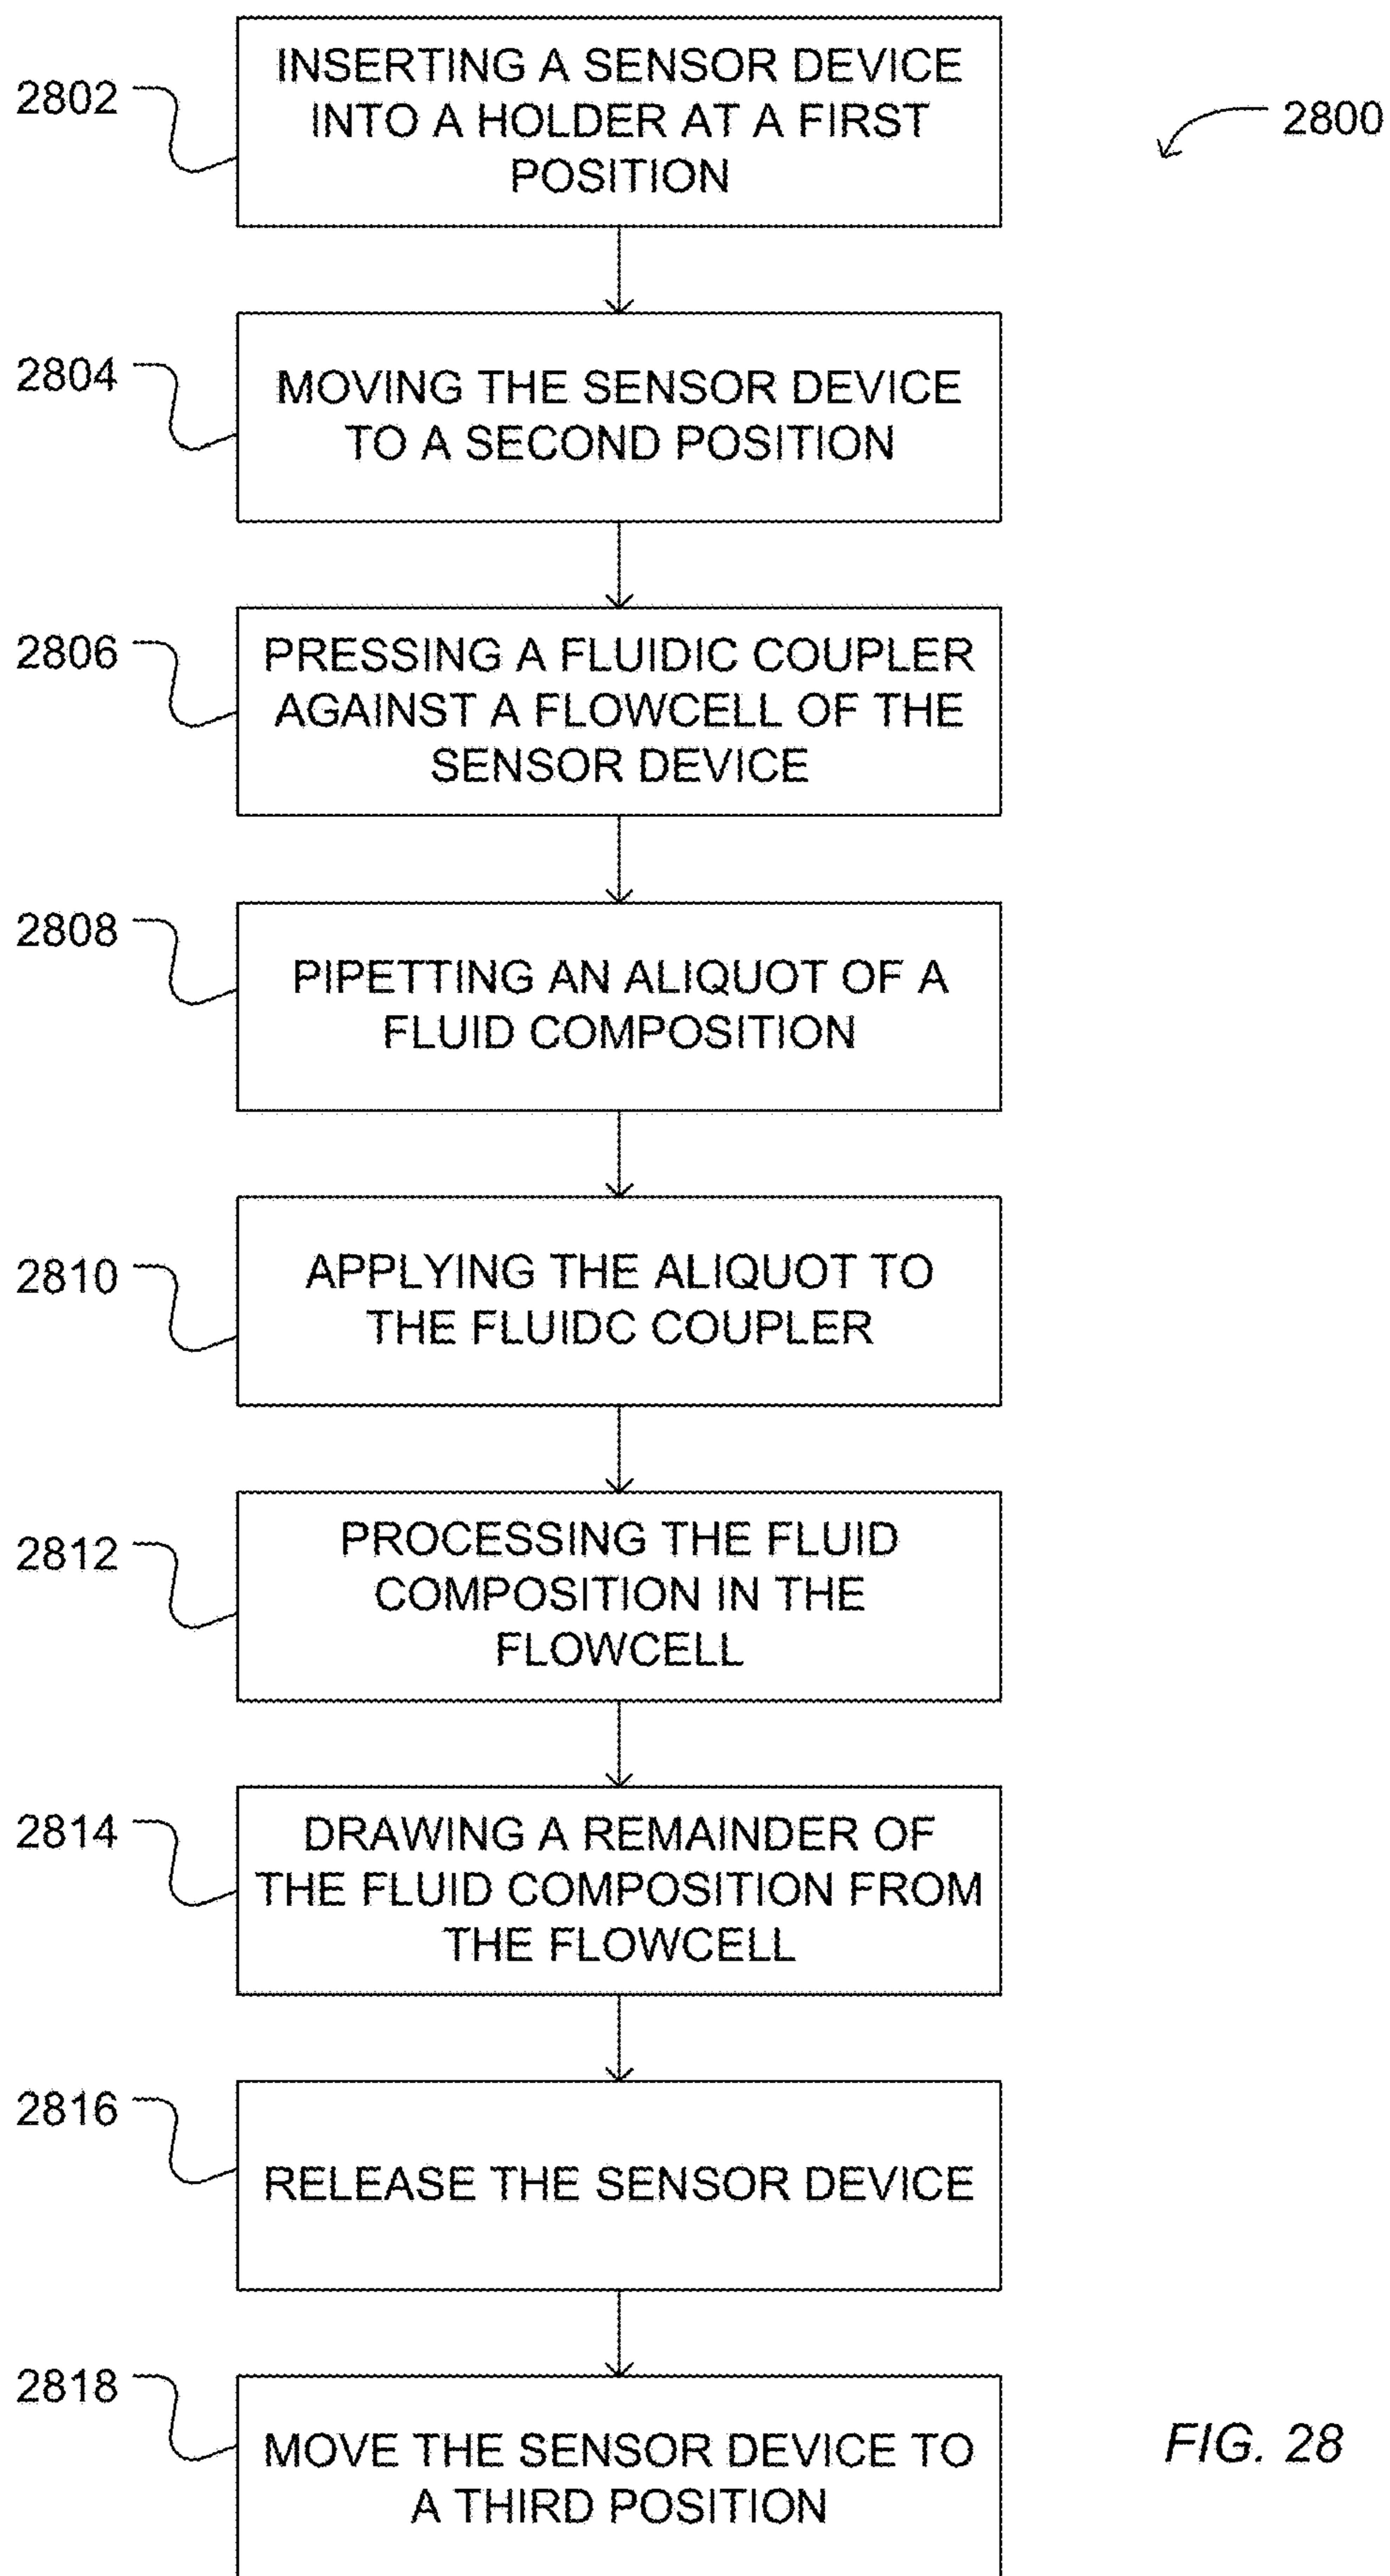 2800
2802
INSERTING A SENSOR DEVICE
INTO A HOLDER AT A FIRST
POSITION
2804
MOVING THE SENSOR DEVICE
TO A SECOND POSITION
2806
PRESSING A FLUIDIC COUPLER
AGAINST A FLOWCELL OF THE
SENSOR DEVICE
2808
PIPETTING AN ALIQUOT OF A
FLUID COMPOSITION
2810
APPLYING THE ALIQUOT TO
THE FLUIDC COUPLER
2812
PROCESSING THE FLUID
COMPOSITION IN THE
FLOWCELL
2814
DRAWING A REMAINDER OF
THE FLUID COMPOSITION FROM
THE FLOWCELL
2816
RELEASE THE SENSOR DEVICE
2818
MOVE THE SENSOR DEVICE TO
A THIRD POSITION
FIG. 28